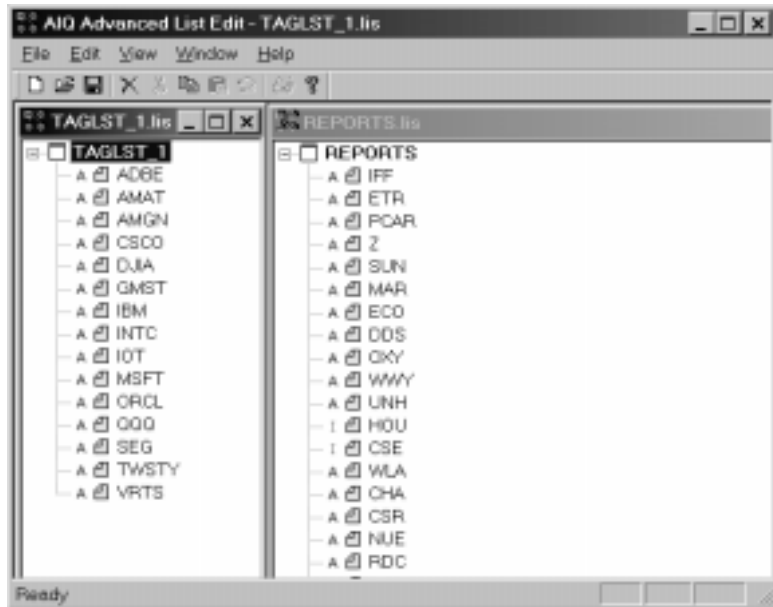 AIQ Advanced List Edit - TAGLST_1.lis
File Edit View Window Help
TAGLST_1.lis
TAGLST_1
A ADBE
A AMAT
A AMGN
A CSCO
A DJIA
A GMST
A IBM
A INTC
A IOT
A MSFT
A ORCL
A QQQ
A SEG
A TWSTY
A VRTS
REPORTS.lis
REPORTS
A IFF
A ETR
A PCAR
A Z
A SUN
A MAR
A ECO
A DDS
A OXY
A WWY
A UNH
I HOU
I CSE
A WLA
A CHA
A CSR
A NUE
A RDC
Ready